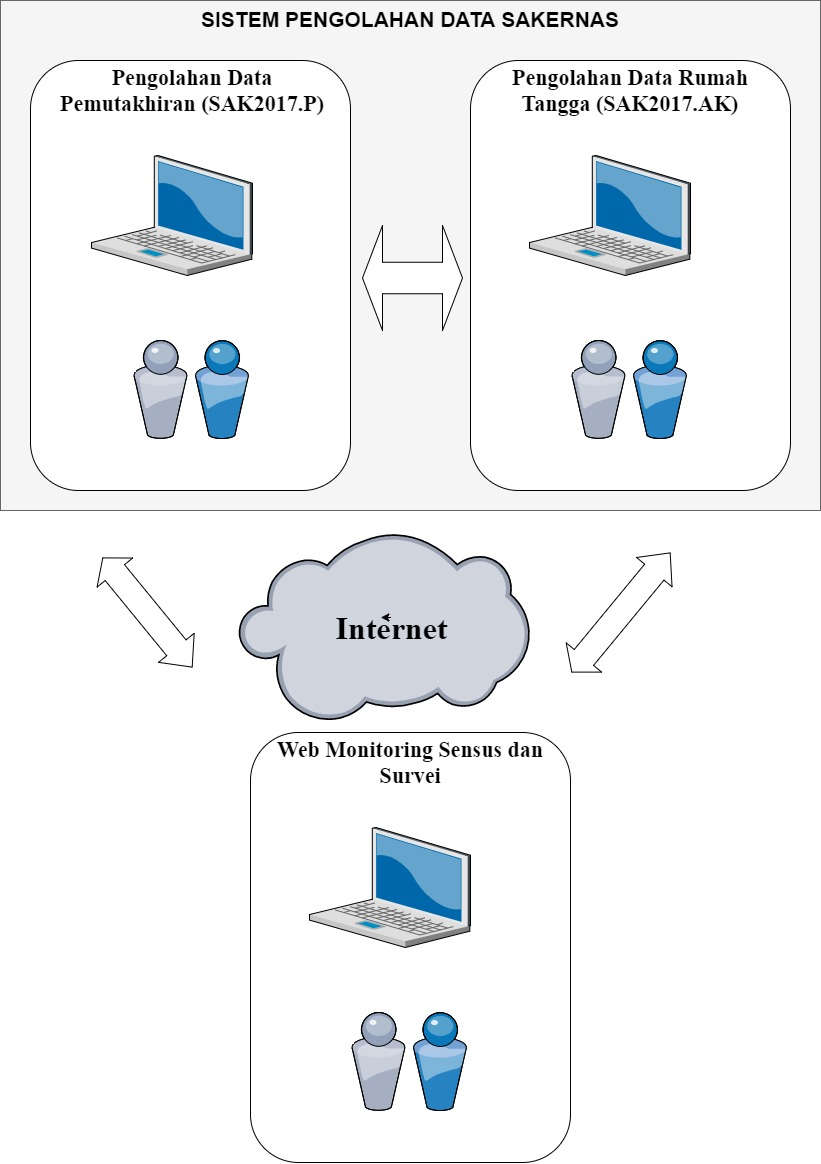 SISTEM PENGOLAHAN DATA SAKERNAS
Pengolahan Data
Pemutakhiran (SAK2017.P)
Pengolahan Data Rumah
Tangga (SAK2017.AK)
Internet
Web Monitoring Sensus dan
Survei